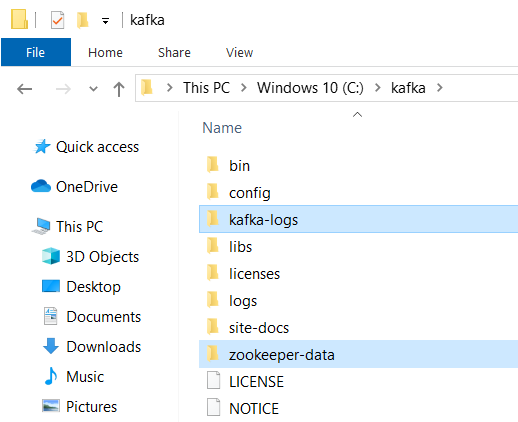 kafka
File Home Share View
This PC Windows 10 (C:) kafka
Name
Quick access
OneDrive
This PC
3D Objects
Desktop
Documents
Downloads
Music
Pictures
bin
config
kafka-logs
libs
licenses
logs
site-docs
zookeeper-data
LICENSE
NOTICE